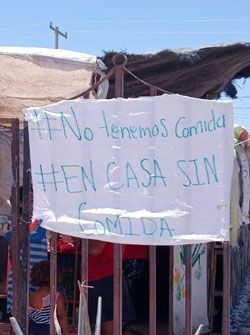 #No tenemos Comida
#EN CASA SIN
COMIDA